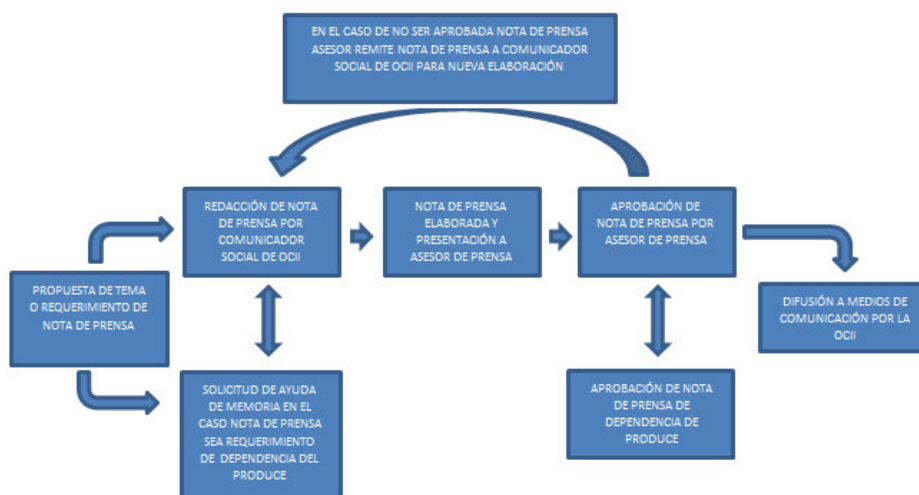 EN EL CASO DE NO SER APROBADA NOTA DE PRENSA
ASESOR REMITE NOTA DE PRENSA A COMUNICADOR
SOCIAL DE OCII PARA NUEVA ELABORACIÓN
REDACCIÓN DE NOTA
DE PRENSA POR
COMUNICADOR
SOCIAL DE OCII
NOTA DE PRENSA
ELABORADA Y
PRESENTACIÓN A
ASESOR DE PRENSA
APROBACIÓN DE
NOTA DE PRENSA POR
ASESOR DE PRENSA
PROPUESTA DE TEMA
O REQUERIMIENTO DE
NOTA DE PRENSA
DIFUSIÓN A MEDIOS DE
COMUNICACIÓN POR LA
OCII
SOLICITUD DE AYUDA
DE MEMORIA EN EL
CASO NOTA DE PRENSA
SEA REQUERIMIENTO
DE DEPENDENCIA DEL
PRODUCE
APROBACIÓN DE NOTA
DE PRENSA DE
DEPENDENCIA DE
PRODUCE